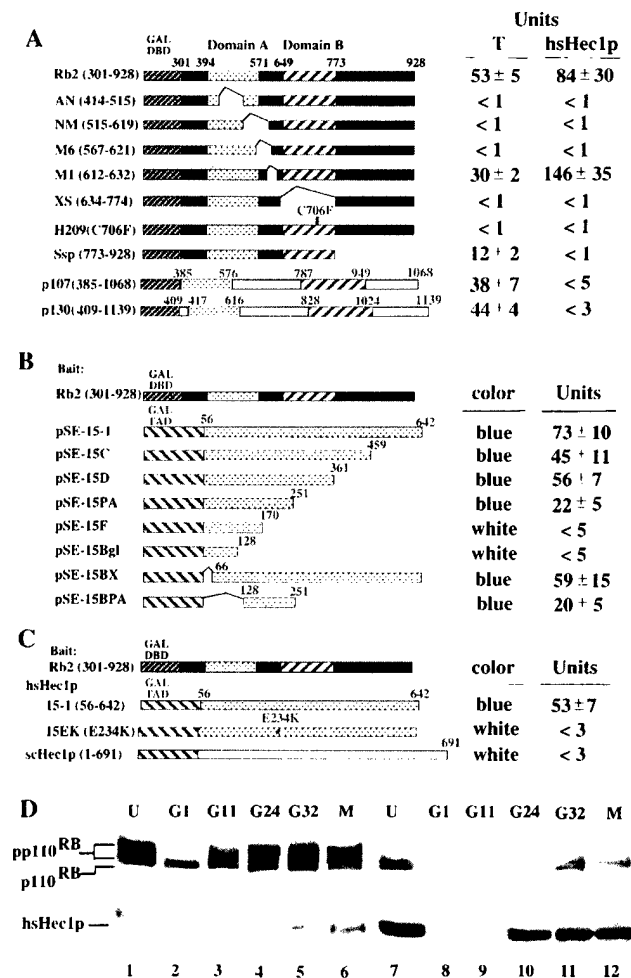 Units
A GAL DBD 301 394 Domain A 571 649 Domain B 773 928 T hsHec1p
Rb2 (301-928) 53 ± 5 84 ± 30
AN (414-515) < 1 < 1
NM (515-619) < 1 < 1
M6 (567-621) < 1 < 1
M1 (612-632) 30 ± 2 146 ± 35
XS (634-774) < 1 < 1
C706F
H209(C706F) < 1 < 1
Ssp (773-928) 12 + 2 < 1
p107(385-1068) 385 576 787 949 1068 38 + 7 < 5
p130(409-1139) 409 417 616 828 1024 1139 44 + 4 < 3
B
Bait: GAL DBD
Rb2 (301-928) color Units
GAL TAD 56 642
pSE-15-1 blue 73 ± 10
459
pSE-15C blue 45 + 11
361
pSE-15D blue 56 + 7
251
pSE-15PA blue 22 ± 5
170
pSE-15F white < 5
128
pSE-15Bgl white < 5
66
pSE-15BX blue 59 ± 15
128 251
pSE-15BPA blue 20 + 5
C
Bait: GAL DBD
Rb2 (301-928) color Units
hsHec1p GAL TAD 56 642
15-1 (56-642) blue 53 ± 7
E234K
15EK (E234K) white < 3
691
scHec1p (1-691) white < 3
D U G1 G11 G24 G32 M U G1 G11 G24 G32 M
pp110RB
p110RB
hsHec1p
1 2 3 4 5 6 7 8 9 10 11 12